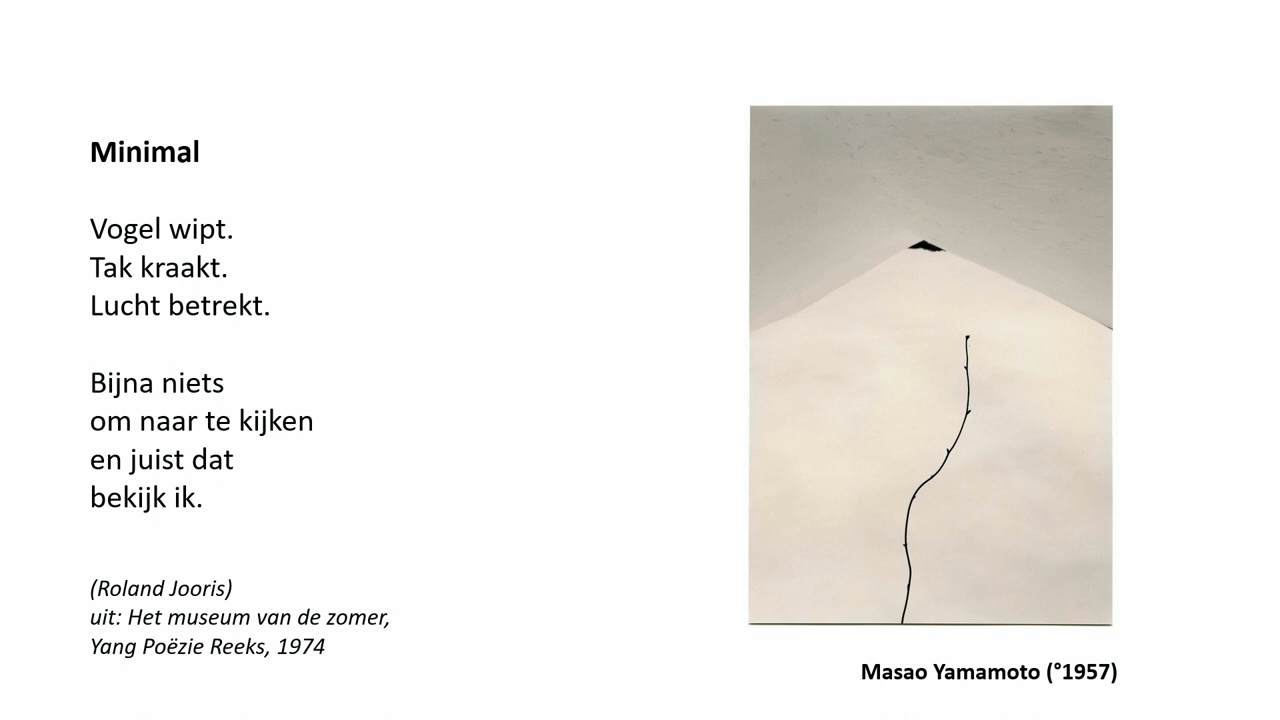 Minimal
Vogel wipt.
Tak kraakt.
Lucht betrekt.
Bijna niets
om naar te kijken
en juist dat
bekijk ik.
(Roland Jooris)
uit: Het museum van de zomer,
Yang Poëzie Reeks, 1974
Masao Yamamoto (°1957)